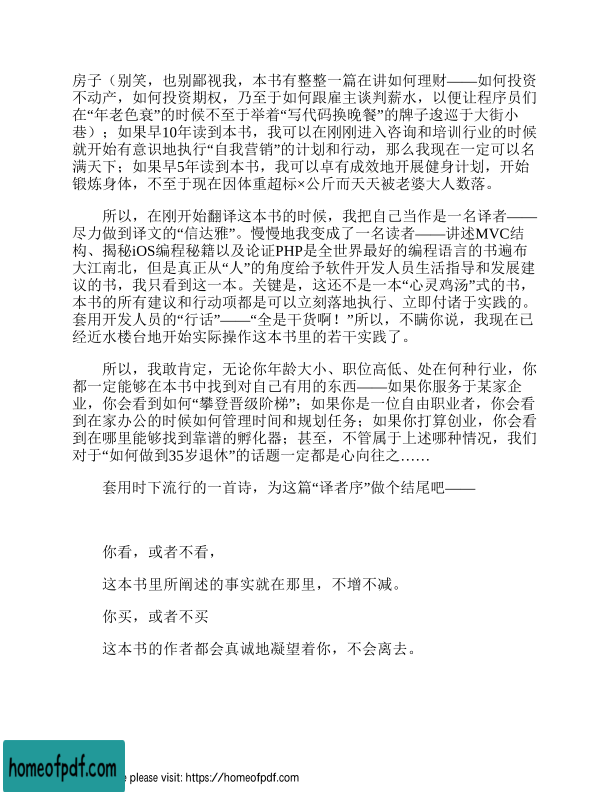 房子（别笑，也别鄙视我，本书有整整一篇在讲如何理财——如何投资
不动产，如何投资期权，乃至于如何跟雇主谈判薪水，以便让程序员们
在“年老色衰”的时候不至于举着“写代码换晚餐”的牌子逡巡于大街小
巷）；如果早10年读到本书，我可以在刚刚进入咨询和培训行业的时候
就开始有意识地执行“自我营销”的计划和行动，那么我现在一定可以名
满天下；如果早5年读到本书，我可以卓有成效地开展健身计划，开始
锻炼身体，不至于现在因体重超标×公斤而天天被老婆大人数落。
所以，在刚开始翻译这本书的时候，我把自己当作是一名译者——
尽力做到译文的“信达雅”。慢慢地我变成了一名读者——讲述MVC结
构、揭秘iOS编程秘籍以及论证PHP是全世界最好的编程语言的书遍布
大江南北，但是真正从“人”的角度给予软件开发人员生活指导和发展建
议的书，我只看到这一本。关键是，这还不是一本“心灵鸡汤”式的书，
本书的所有建议和行动项都是可以立刻落地执行、立即付诸于实践的。
套用开发人员的“行话”——“全是干货啊！”所以，不瞒你说，我现在已
经近水楼台地开始实际操作这本书里的若干实践了。
所以，我敢肯定，无论你年龄大小、职位高低、处在何种行业，你
都一定能够在本书中找到对自己有用的东西——如果你服务于某家企
业，你会看到如何“攀登晋级阶梯”；如果你是一位自由职业者，你会看
到在家办公的时候如何管理时间和规划任务；如果你打算创业，你会看
到在哪里能够找到靠谱的孵化器；甚至，不管属于上述哪种情况，我们
对于“如何做到35岁退休”的话题一定都是心向往之……
套用时下流行的一首诗，为这篇“译者序”做个结尾吧——
你看，或者不看，
这本书里所阐述的事实就在那里，不增不减。
你买，或者不买
这本书的作者都会真诚地凝望着你，不会离去。
homeofpdf.com
please visit: https://homeofpdf.com